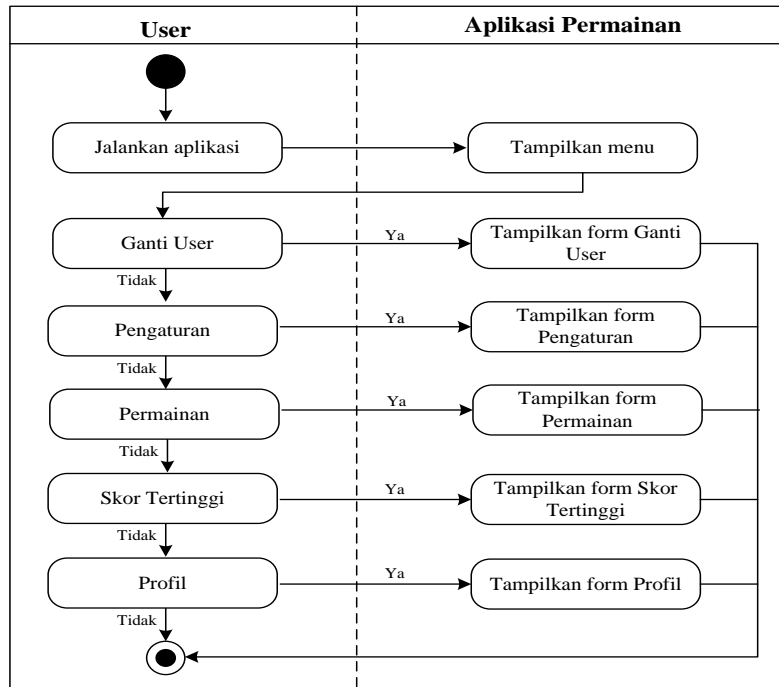 User
Aplikasi Permainan
Jalankan aplikasi
Tampilkan menu
Ganti User
Ya
Tampilkan form Ganti
User
Tidak
Pengaturan
Ya
Tampilkan form
Pengaturan
Tidak
Permainan
Ya
Tampilkan form
Permainan
Tidak
Skor Tertinggi
Ya
Tampilkan form Skor
Tertinggi
Tidak
Profil
Ya
Tampilkan form Profil
Tidak